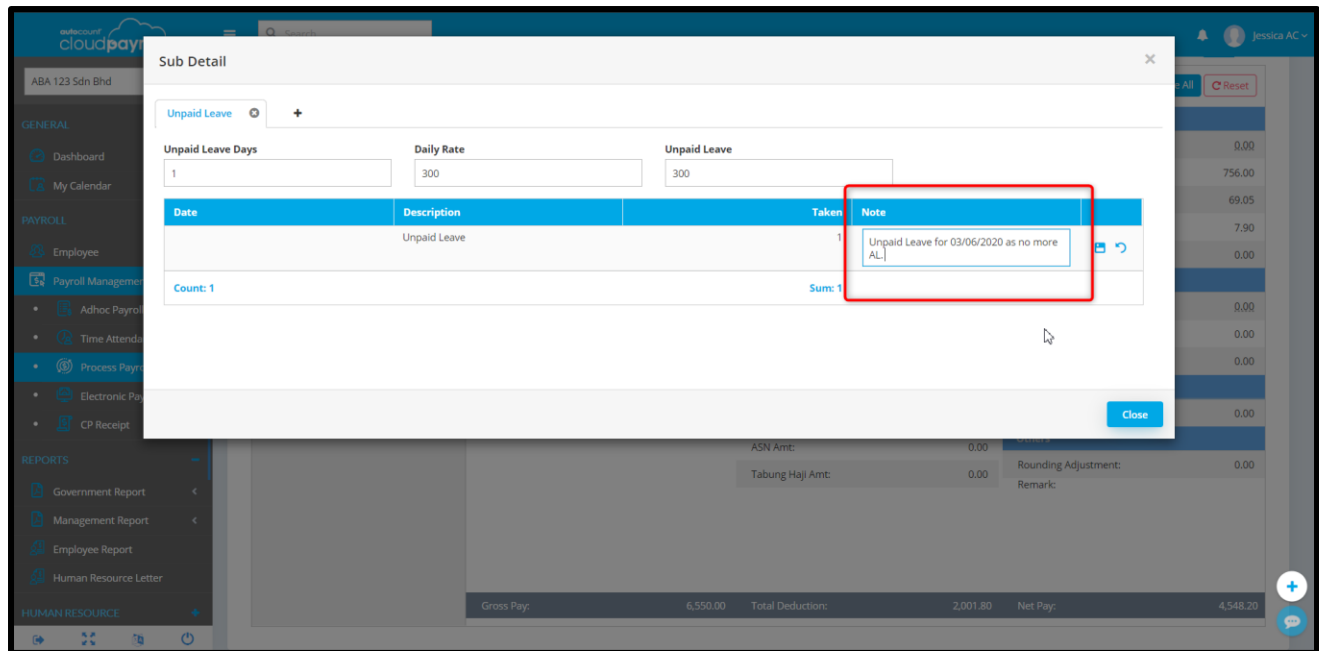 autocount
cloudpayr
Search
Jessica AC
ABA 123 Sdn Bhd
GENERAL
Dashboard
My Calendar
PAYROLL
Employee
Payroll Managemen
Adhoc Payroll
Time Attenda
Process Payro
Electronic Pay
CP Receipt
REPORTS
Government Report
Management Report
Employee Report
Human Resource Letter
HUMAN RESOURCE
Sub Detail
Unpaid Leave
Unpaid Leave Days Daily Rate Unpaid Leave
1 300 300
Date Description Taken Note
Unpaid Leave 1 Unpaid Leave for 03/06/2020 as no more
AL.
Count: 1 Sum: 1
Close
e All Reset
0.00
756.00
69.05
7.90
0.00
0.00
0.00
0.00
0.00
ASN Amt: 0.00
Tabung Haji Amt: 0.00
Others
Rounding Adjustment: 0.00
Remark:
Gross Pay: 6,550.00 Total Deduction: 2,001.80 Net Pay: 4,548.20